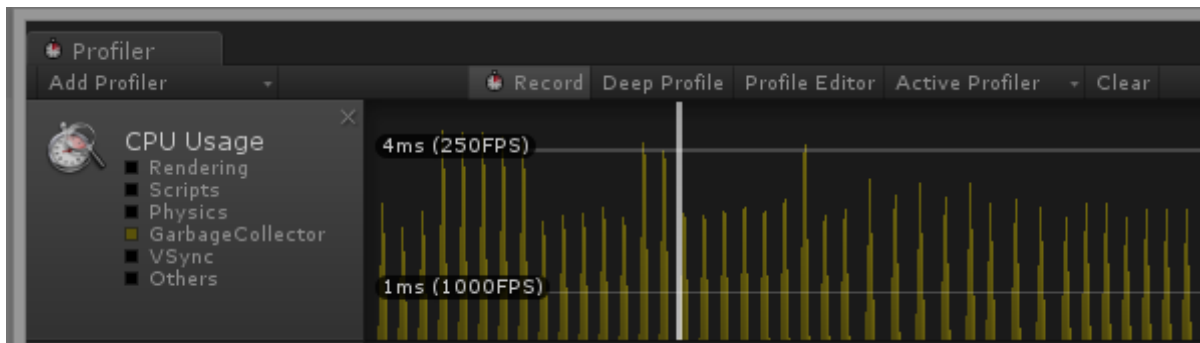 Profiler
Add Profiler Record Deep Profile Profile Editor Active Profiler Clear
CPU Usage
Rendering
Scripts
Physics
GarbageCollector
VSync
Others
4ms (250FPS)
1ms (1000FPS)